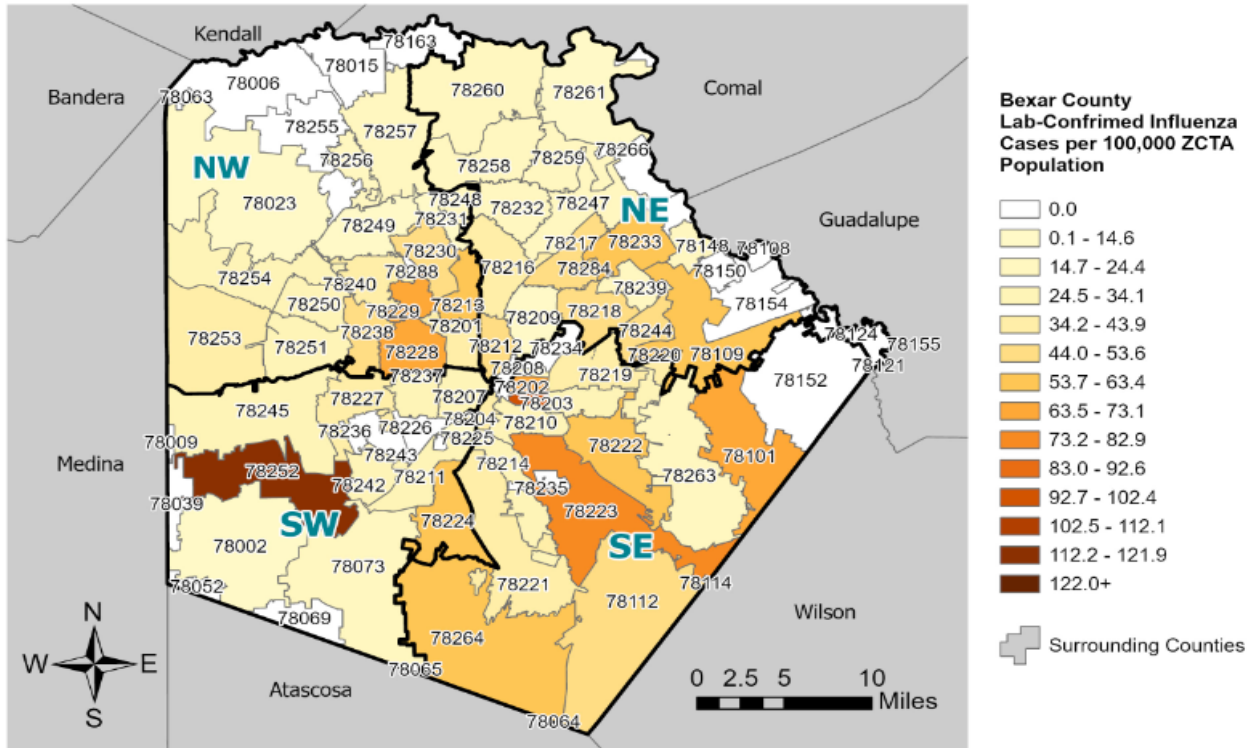 Kendall
78163
78015
78006
Bandera
78063
78260
78261
Comal
78255
78257
78256
78266
NW
78258
78259
78023
78248
78232
78247
NE
78249
78231
Guadalupe
78230
78217
78233
78148
78108
78254
78288
78216
78284
78150
78240
78239
78154
78250
78229
78213
78209
78218
78253
78238
78201
78244
78124
78155
78251
78228
78212
78234
78220
78109
78121
78237
78208
78219
78152
78245
78227
78207
78202
78203
78009
78236
78226
78204
78210
78225
78222
Medina
78252
78243
78214
78101
78242
78211
78263
78039
78235
78224
78223
SW
SE
78002
78073
78221
78114
78052
78112
78069
78264
Wilson
78065
Atascosa
78064
N
W E
S
0 2.5 5 10
Miles
Bexar County
Lab-Confrimed Influenza
Cases per 100,000 ZCTA
Population
0.0
0.1 - 14.6
14.7 - 24.4
24.5 - 34.1
34.2 - 43.9
44.0 - 53.6
53.7 - 63.4
63.5 - 73.1
73.2 - 82.9
83.0 - 92.6
92.7 - 102.4
102.5 - 112.1
112.2 - 121.9
122.0+
Surrounding Counties